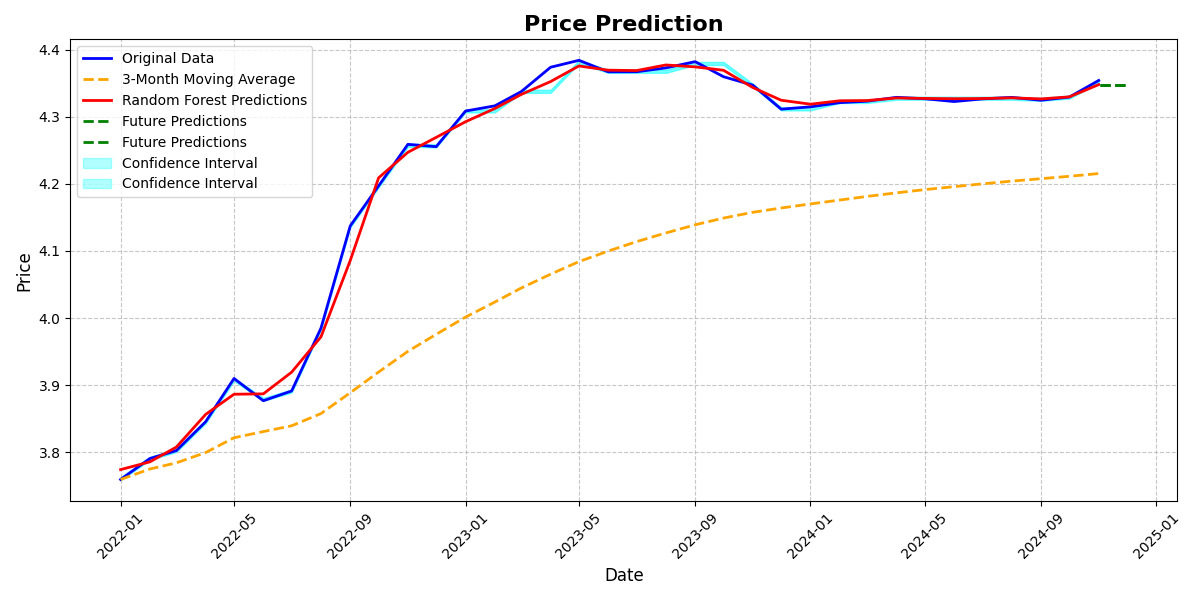 Price Prediction
4.4
4.3
4.2
4.1
4.0
3.9
3.8
Price
Original Data
3-Month Moving Average
Random Forest Predictions
Future Predictions
Future Predictions
Confidence Interval
Confidence Interval
2022-01
2022-05
2022-09
2023-01
2023-05
2023-09
2024-01
2024-05
2024-09
2025-01
Date